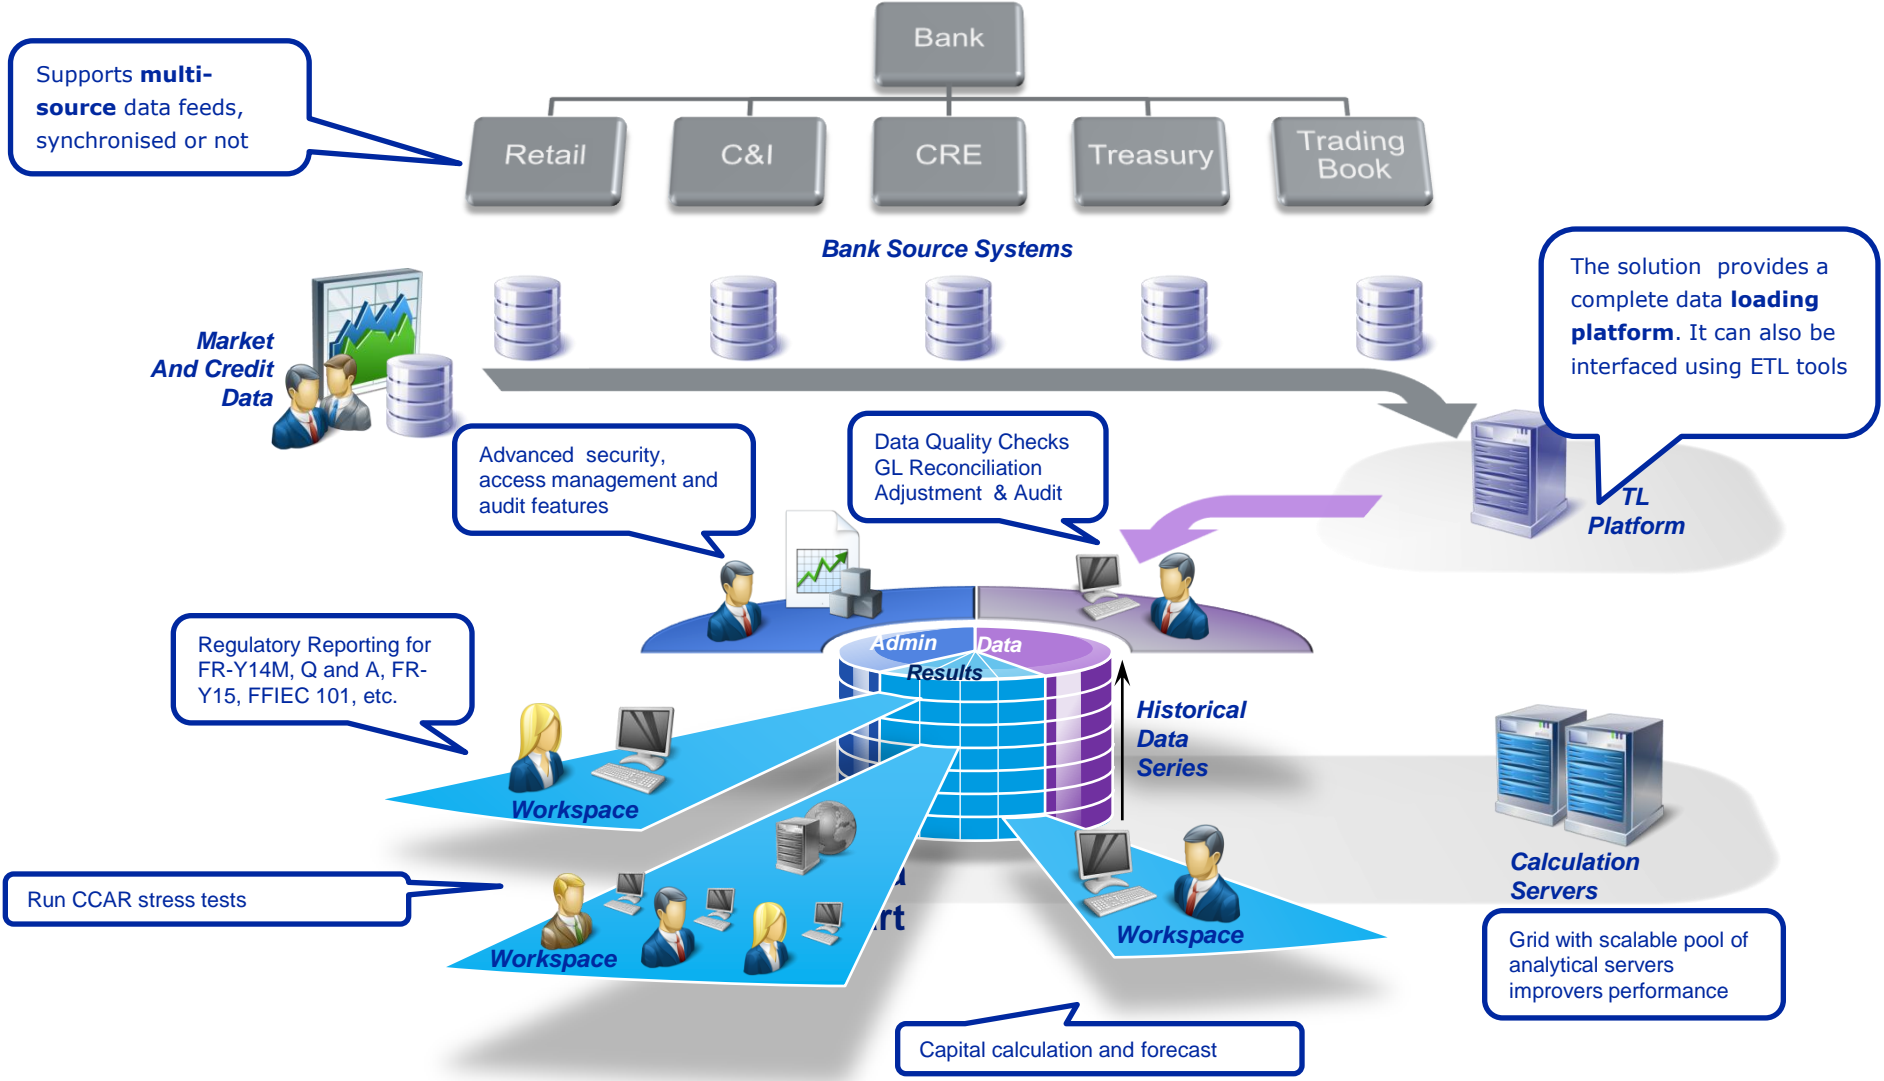 Bank
Supports multi-
source data feeds,
synchronised or not
Retail
C&I
CRE
Treasury
Trading
Book
Bank Source Systems
The solution provides a
complete data loading
platform. It can also be
interfaced using ETL tools
Market
And Credit
Data
Advanced security,
access management and
audit features
Data Quality Checks
GL Reconciliation
Adjustment & Audit
TL
Platform
Regulatory Reporting for
FR-Y14M, Q and A, FR-
Y15, FFIEC 101, etc.
Admin
Data
Results
Historical
Data
Series
Workspace
Calculation
Servers
Run CCAR stress tests
rt
Workspace
Workspace
Grid with scalable pool of
analytical servers
improvers performance
Capital calculation and forecast